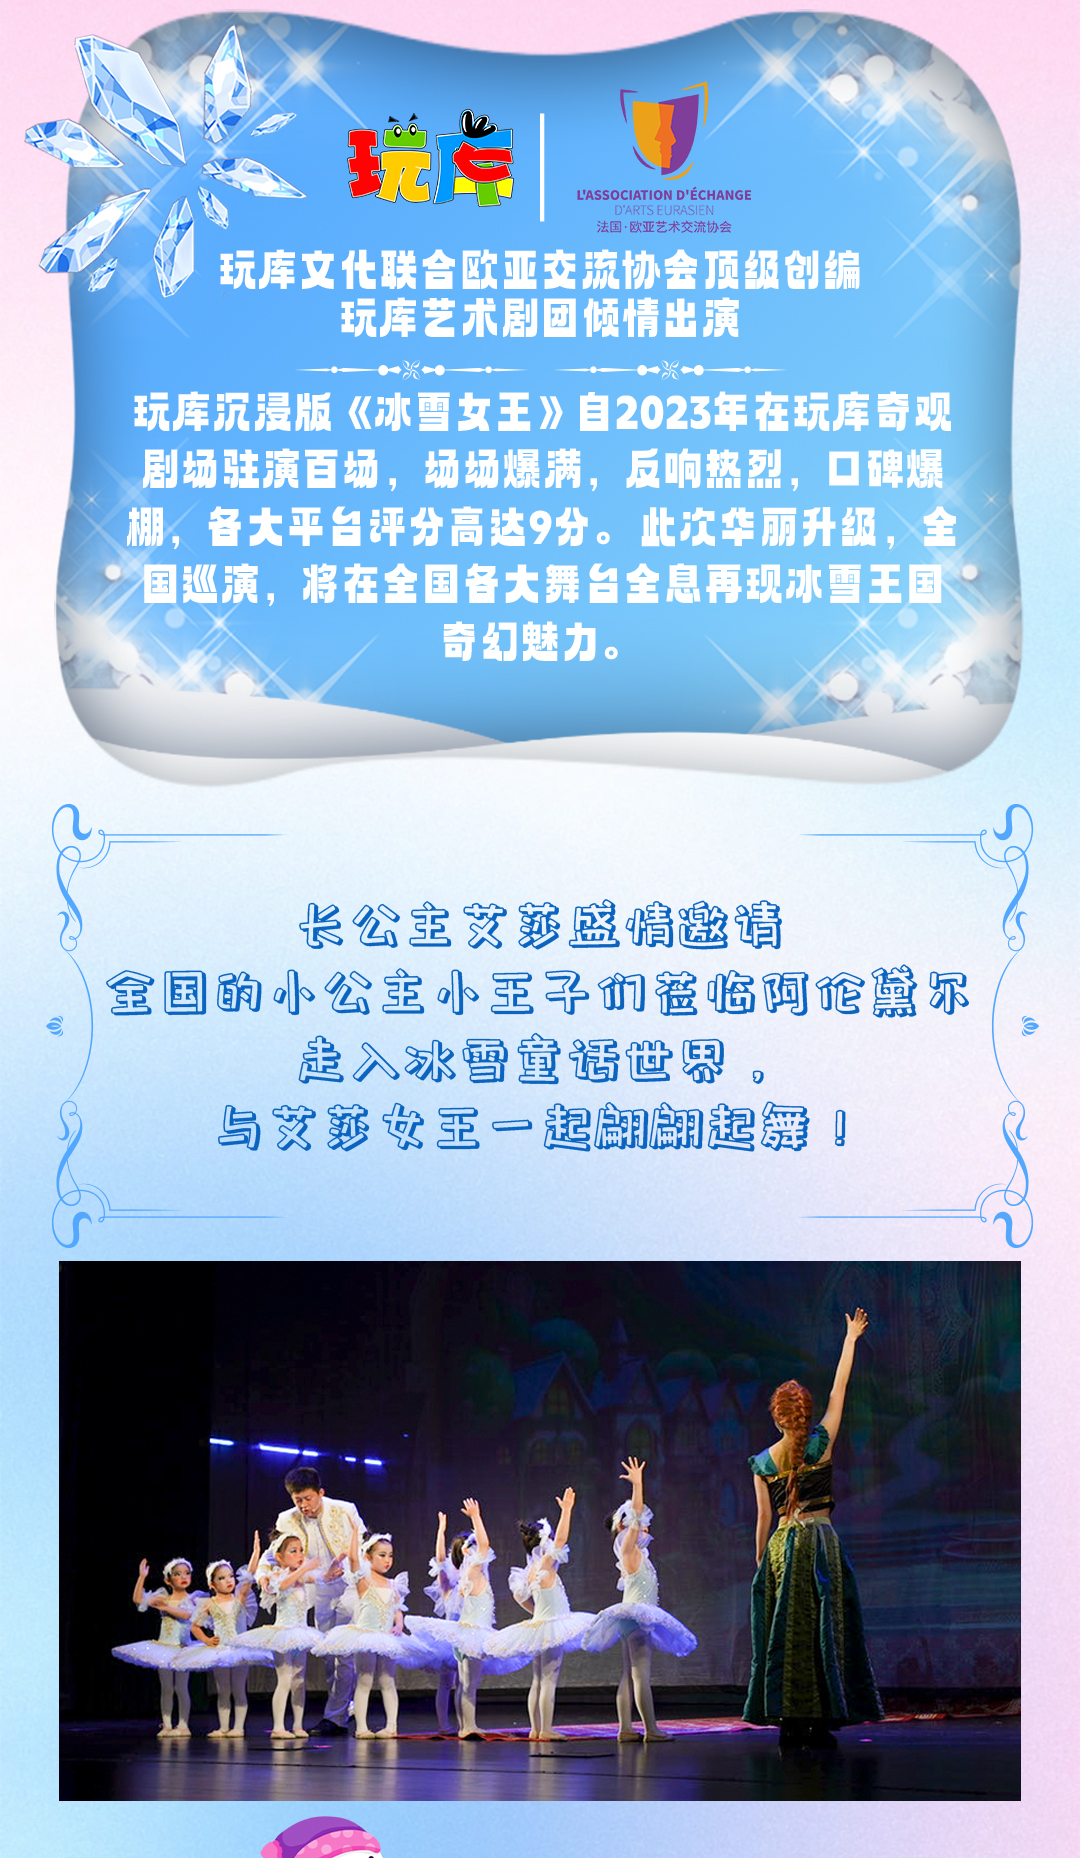 玩库
L'ASSOCIATION D'ÉCHANGE
D'ARTS EURASIEN
法国·欧亚艺术交流协会
玩库文化联合欧亚交流协会顶级创编
玩库艺术剧团倾情出演
玩库沉浸版《冰雪女王》自2023年在玩库奇观
剧场驻演百场，场场爆满，反响热烈，口碑爆
棚，各大平台评分高达9分。此次华丽升级，全
国巡演，将在全国各大舞台全息再现冰雪王国
奇幻魅力。
长公主艾莎盛情邀请
全国的小公主小王子们莅临阿伦黛尔
走入冰雪童话世界，
与艾莎女王一起翩翩起舞！